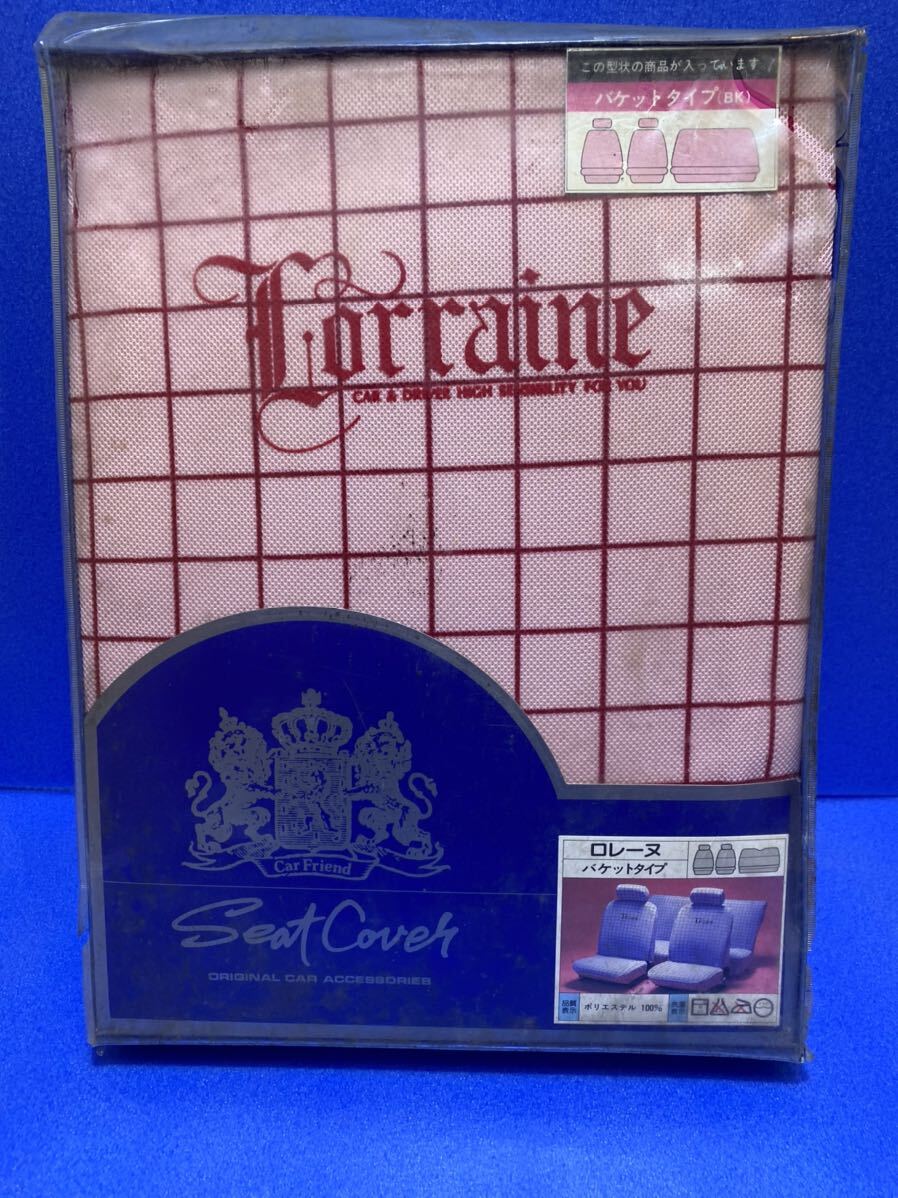 この型状の商品が入っています
バケットタイプ(BK)
Lorraine
CAR & DRIVER HIGH SENSIBILITY FOR YOU
Car Friend
Seat Cover
ORIGINAL CAR ACCESSORIES
ロレーヌ
バケットタイプ
品質表示
ポリエステル 100%